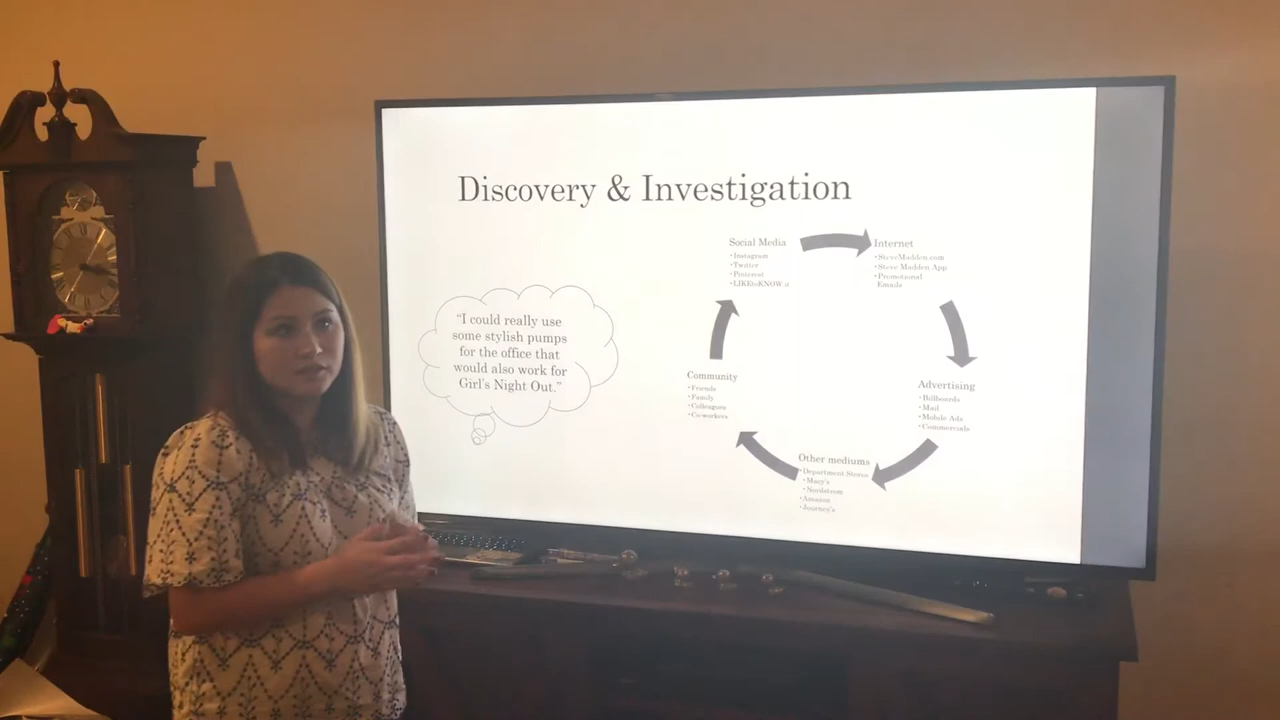 Discovery & Investigation
Social Media
•Instagram
•Twitter
•Pinterest
•LIKEtoKNOW.it
Internet
•SteveMadden.com
•Steve Madden App
•Promotional
Emails
"I could really use
some stylish pumps
for the office that
would also work for
Girl's Night Out."
Community
•Friends
•Family
•Colleagues
•Co-workers
Advertising
•Billboards
•Mail
•Mobile Ads
•Commercials
Other mediums
•Department Stores
•Macy's
•Nordstrom
•Amazon
•Journey's